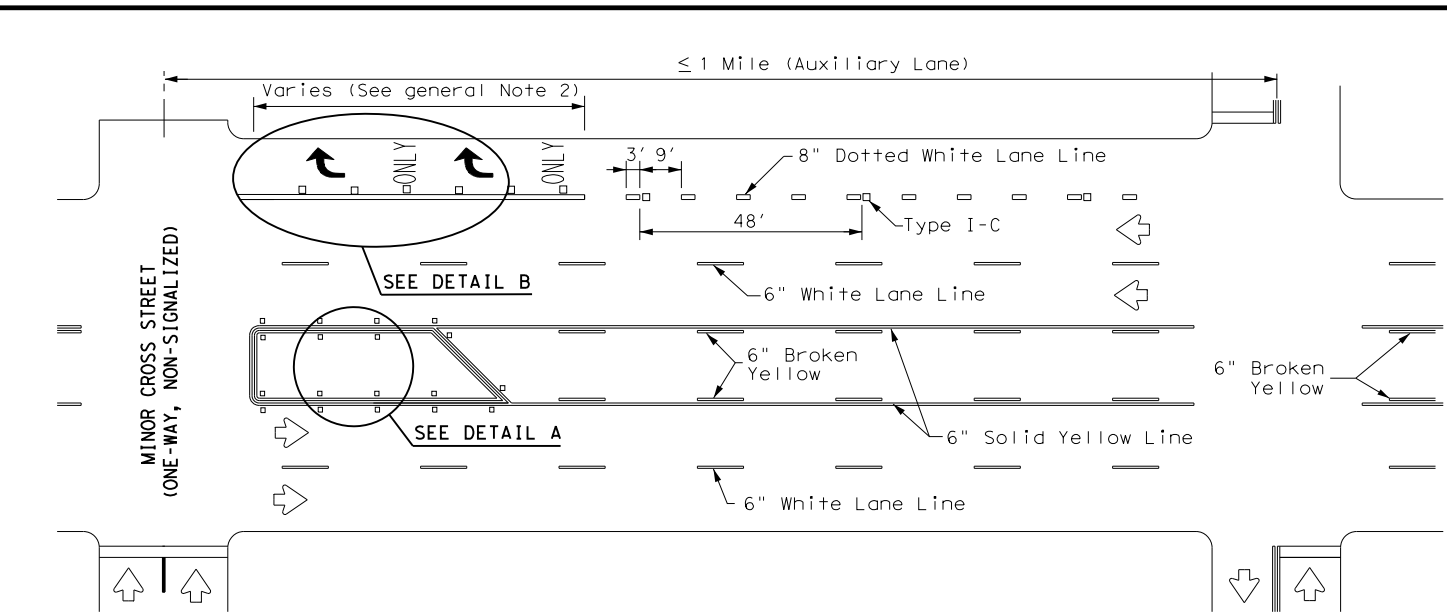 ≤ 1 Mile (Auxiliary Lane)
Varies (See general Note 2)
ONLY
ONLY
3' 9'
8" Dotted White Lane Line
48'
Type I-C
SEE DETAIL B
6" White Lane Line
MINOR CROSS STREET
(ONE-WAY, NON-SIGNALIZED)
6" Broken
Yellow
6" Broken
Yellow
SEE DETAIL A
6" Solid Yellow Line
6" White Lane Line